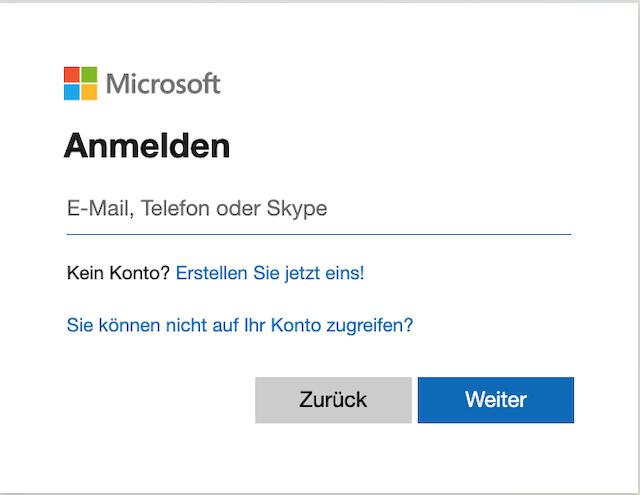 Microsoft
Anmelden
E-Mail, Telefon oder Skype
Kein Konto? Erstellen Sie jetzt eins!
Sie können nicht auf Ihr Konto zugreifen?
Zurück
Weiter